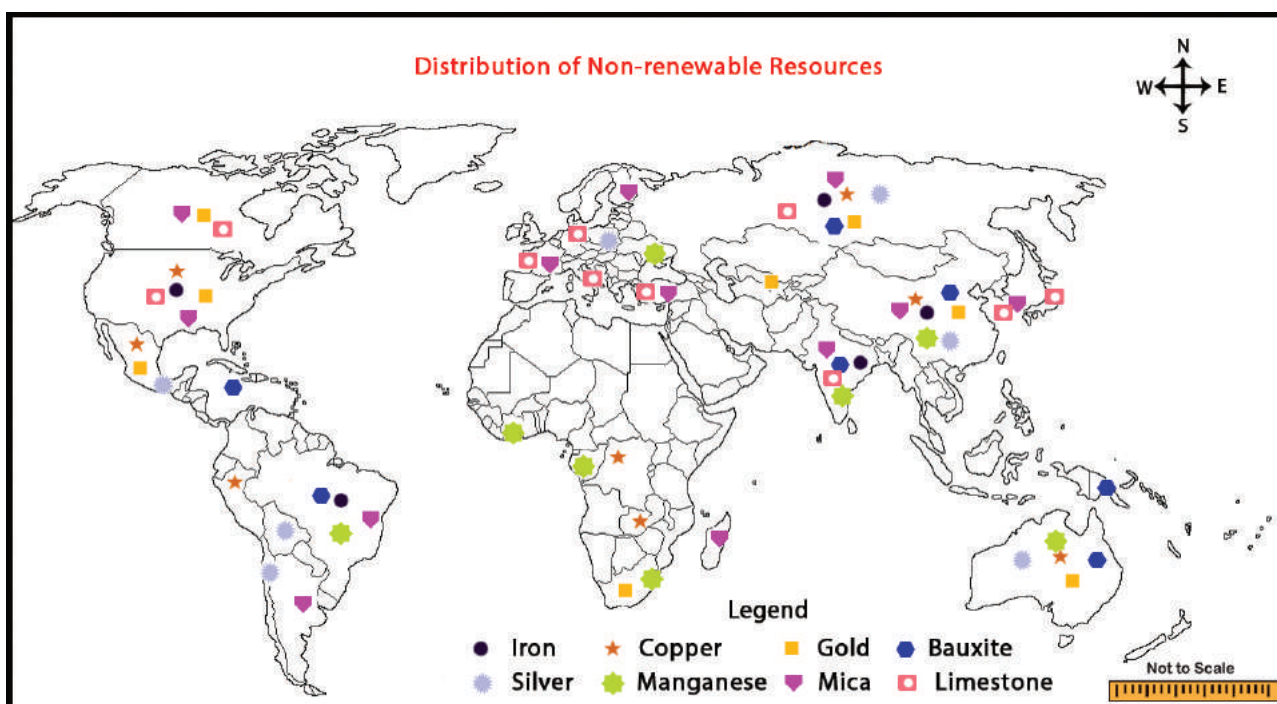 Distribution of Non-renewable Resources
N
W E
S
Legend
Iron Copper Gold Bauxite
Silver Manganese Mica Limestone
Not to Scale